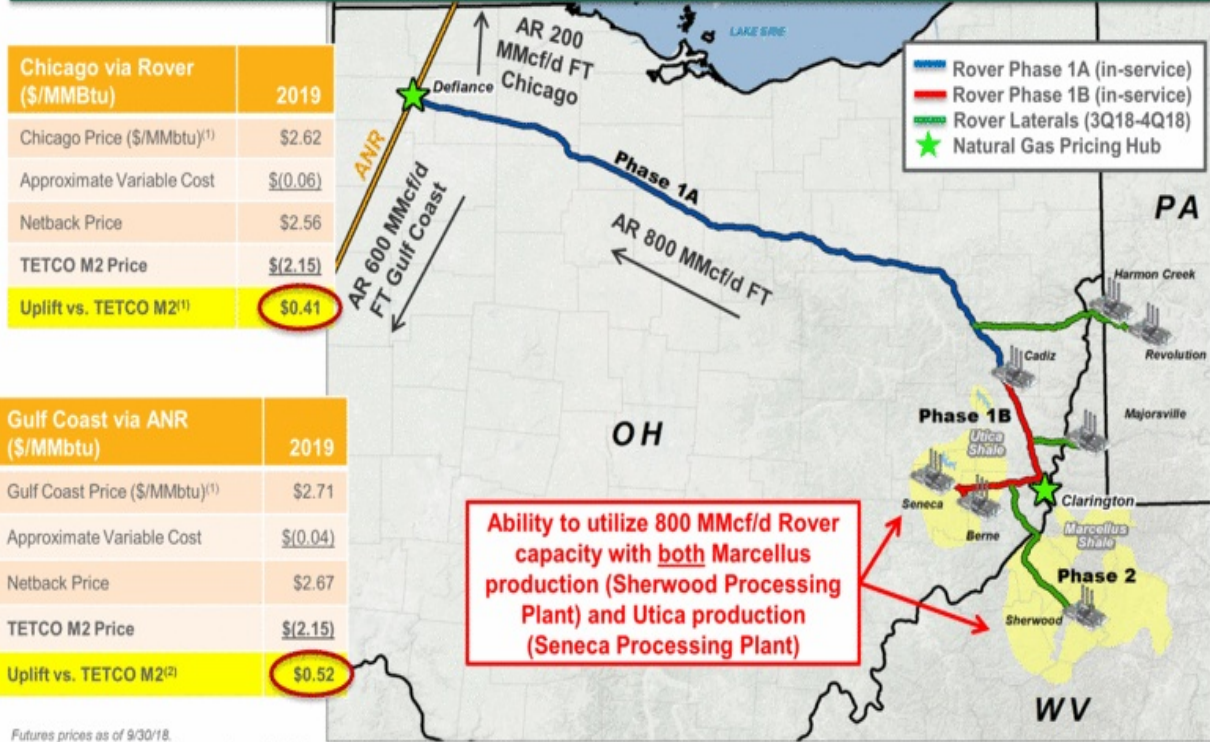 Chicago via Rover
($/MMBtu)
2019
Chicago Price ($/MMbtu)(1)
$2.62
Approximate Variable Cost
$(0.06)
Netback Price
$2.56
TETCO M2 Price
$(2.15)
Uplift vs. TETCO M2(1)
$0.41
Gulf Coast via ANR
($/MMbtu)
2019
Gulf Coast Price ($/MMbtu)(1)
$2.71
Approximate Variable Cost
$(0.04)
Netback Price
$2.67
TETCO M2 Price
$(2.15)
Uplift vs. TETCO M2(2)
$0.52
Futures prices as of 9/30/18.
AR 200
MMcf/d FT
Chicago
LAKE ERIE
Defiance
ANR
AR 600 MMcf/d
FT Gulf Coast
Phase 1A
AR 800 MMcf/d FT
Rover Phase 1A (in-service)
Rover Phase 1B (in-service)
Rover Laterals (3Q18-4Q18)
Natural Gas Pricing Hub
PA
Harmon Creek
Revolution
Cadiz
Majorsville
Phase 1B
Utica
Shale
OH
Seneca
Berne
Clarington
Marcellus
Shale
Phase 2
Sherwood
WV
Ability to utilize 800 MMcf/d Rover
capacity with both Marcellus
production (Sherwood Processing
Plant) and Utica production
(Seneca Processing Plant)